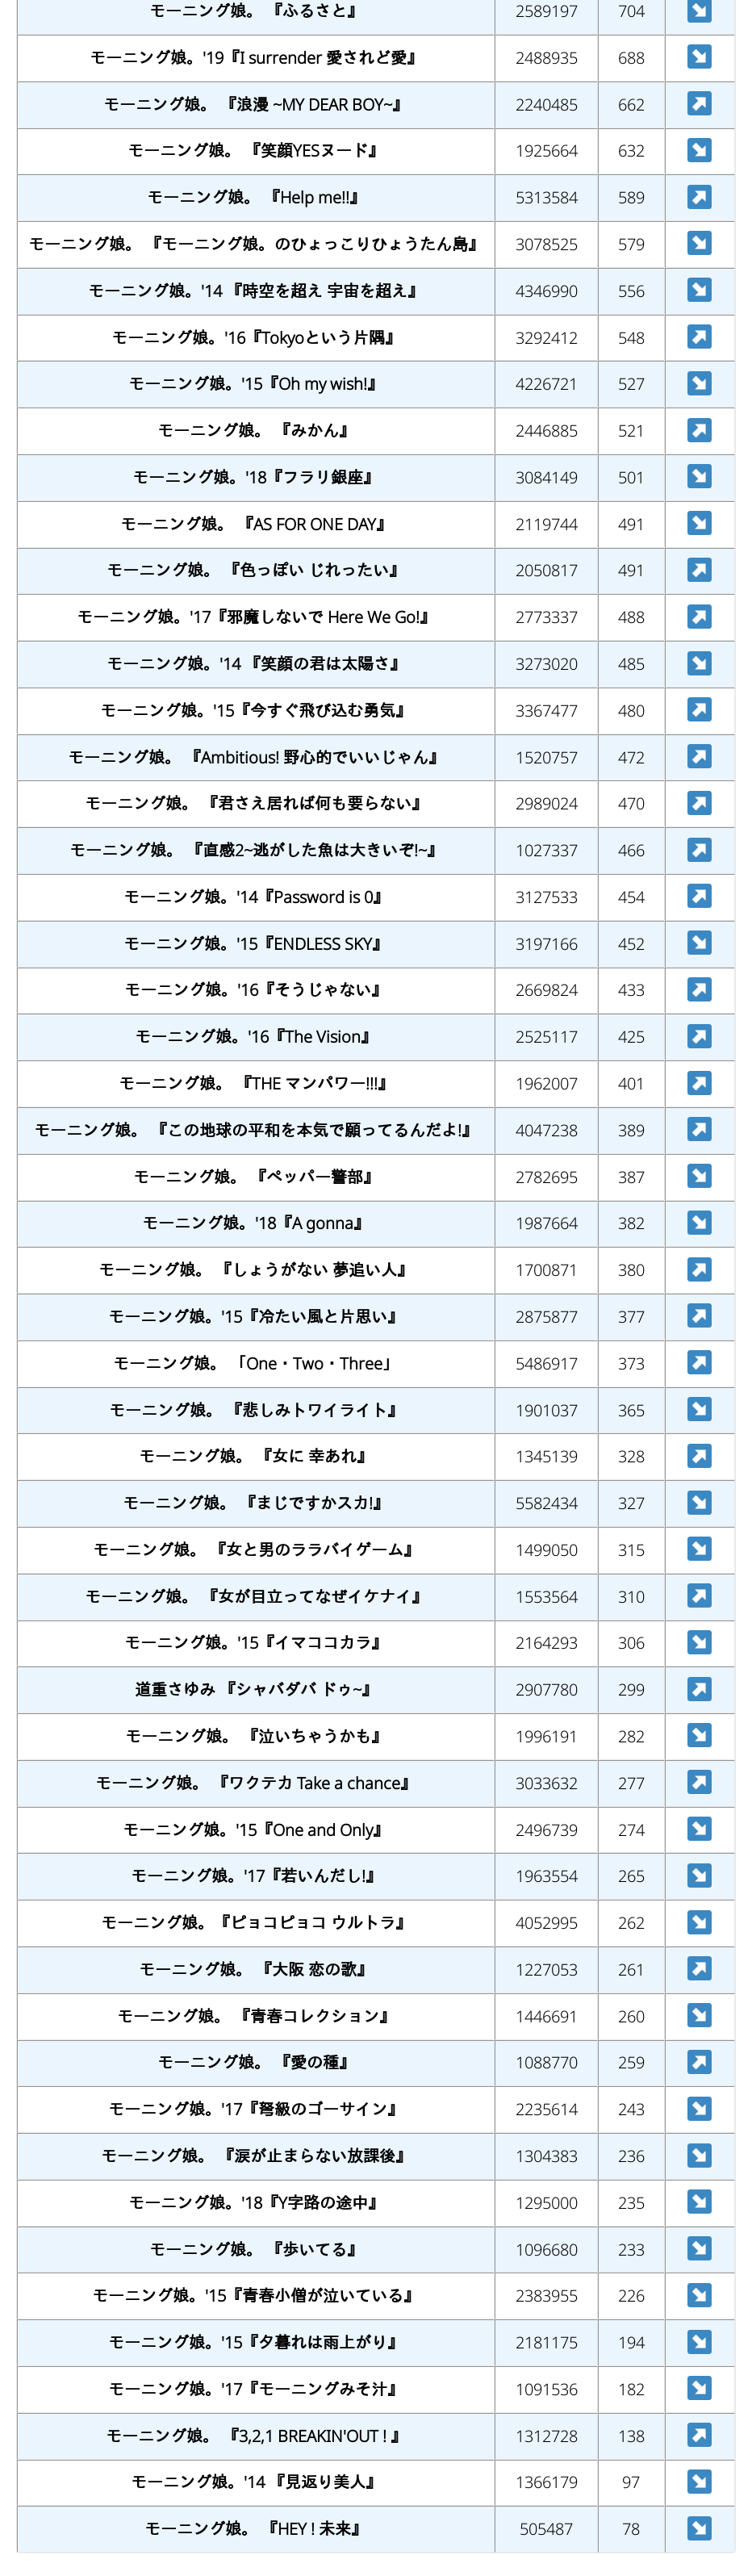 モーニング娘。 『ふるさと』 2589197 704 ↘
モーニング娘。'19『I surrender 愛されど愛』 2488935 688 ↘
モーニング娘。 『浪漫 ~MY DEAR BOY~』 2240485 662 ↗
モーニング娘。 『笑顔YESヌード』 1925664 632 ↘
モーニング娘。 『Help me!!』 5313584 589 ↗
モーニング娘。 『モーニング娘。のひょっこりひょうたん島』 3078525 579 ↘
モーニング娘。'14 『時空を超え 宇宙を超え』 4346990 556 ↘
モーニング娘。'16『Tokyoという片隅』 3292412 548 ↗
モーニング娘。'15『Oh my wish!』 4226721 527 ↘
モーニング娘。 『みかん』 2446885 521 ↗
モーニング娘。'18『フラリ銀座』 3084149 501 ↘
モーニング娘。 『AS FOR ONE DAY』 2119744 491 ↘
モーニング娘。 『色っぽい じれったい』 2050817 491 ↗
モーニング娘。'17『邪魔しないで Here We Go!』 2773337 488 ↗
モーニング娘。'14 『笑顔の君は太陽さ』 3273020 485 ↘
モーニング娘。'15『今すぐ飛び込む勇気』 3367477 480 ↗
モーニング娘。 『Ambitious! 野心的でいいじゃん』 1520757 472 ↗
モーニング娘。 『君さえ居れば何も要らない』 2989024 470 ↗
モーニング娘。 『直感2~逃がした魚は大きいぞ!~』 1027337 466 ↗
モーニング娘。'14『Password is 0』 3127533 454 ↗
モーニング娘。'15『ENDLESS SKY』 3197166 452 ↘
モーニング娘。'16『そうじゃない』 2669824 433 ↗
モーニング娘。'16『The Vision』 2525117 425 ↗
モーニング娘。 『THE マンパワー!!!』 1962007 401 ↗
モーニング娘。 『この地球の平和を本気で願ってるんだよ!』 4047238 389 ↗
モーニング娘。 『ペッパー警部』 2782695 387 ↘
モーニング娘。'18『A gonna』 1987664 382 ↘
モーニング娘。 『しょうがない 夢追い人』 1700871 380 ↗
モーニング娘。'15『冷たい風と片思い』 2875877 377 ↗
モーニング娘。 「One・Two・Three」 5486917 373 ↗
モーニング娘。 『悲しみトワイライト』 1901037 365 ↘
モーニング娘。 『女に 幸あれ』 1345139 328 ↗
モーニング娘。 『まじですかスカ!』 5582434 327 ↘
モーニング娘。 『女と男のララバイゲーム』 1499050 315 ↘
モーニング娘。 『女が目立ってなぜイケナイ』 1553564 310 ↗
モーニング娘。'15『イマココカラ』 2164293 306 ↘
道重さゆみ 『シャバダバ ドゥ~』 2907780 299 ↗
モーニング娘。 『泣いちゃうかも』 1996191 282 ↘
モーニング娘。 『ワクテカ Take a chance』 3033632 277 ↗
モーニング娘。'15『One and Only』 2496739 274 ↘
モーニング娘。'17『若いんだし!』 1963554 265 ↘
モーニング娘。『ピョコピョコ ウルトラ』 4052995 262 ↘
モーニング娘。 『大阪 恋の歌』 1227053 261 ↗
モーニング娘。 『青春コレクション』 1446691 260 ↘
モーニング娘。 『愛の種』 1088770 259 ↗
モーニング娘。'17『弩級のゴーサイン』 2235614 243 ↘
モーニング娘。 『涙が止まらない放課後』 1304383 236 ↘
モーニング娘。'18『Y字路の途中』 1295000 235 ↘
モーニング娘。 『歩いてる』 1096680 233 ↘
モーニング娘。'15『青春小僧が泣いている』 2383955 226 ↘
モーニング娘。'15『夕暮れは雨上がり』 2181175 194 ↘
モーニング娘。'17『モーニングみそ汁』 1091536 182 ↘
モーニング娘。 『3,2,1 BREAKIN'OUT ! 』 1312728 138 ↗
モーニング娘。'14 『見返り美人』 1366179 97 ↘
モーニング娘。 『HEY ! 未来』 505487 78 ↘